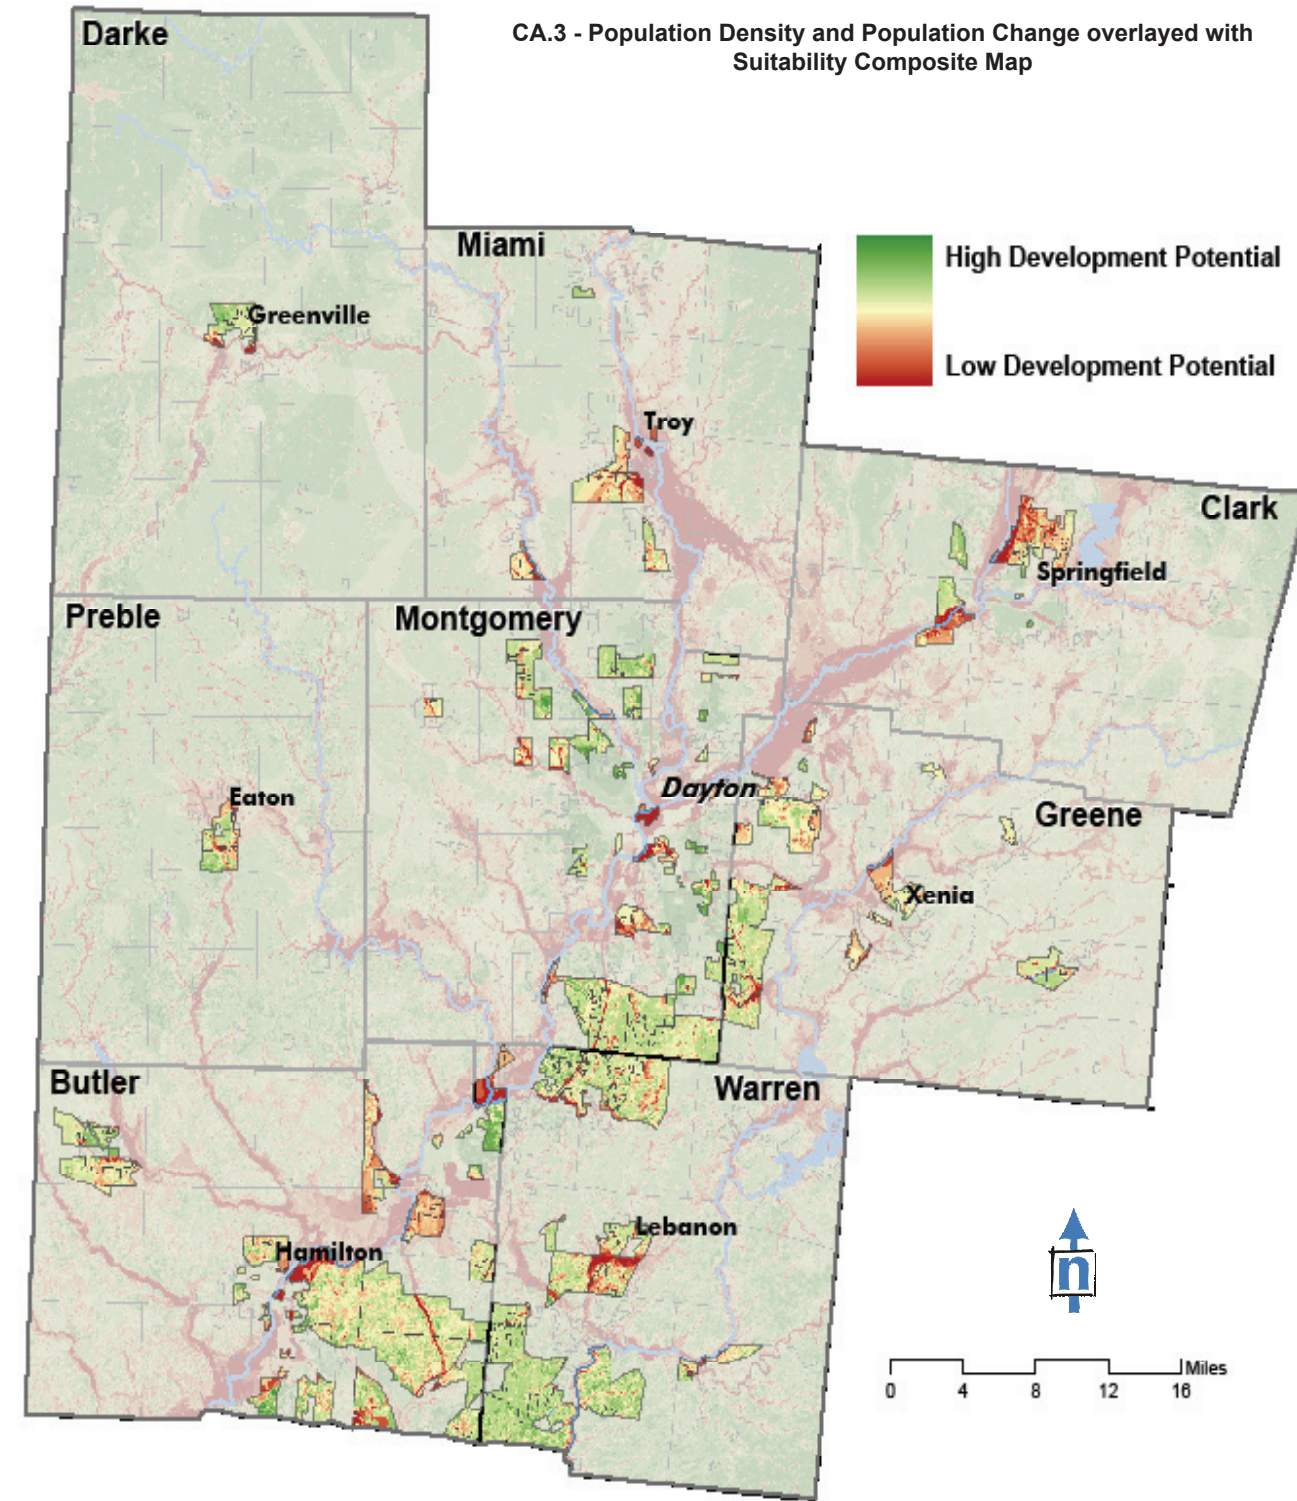 CA.3 - Population Density and Population Change overlayed with
Suitability Composite Map
Darke
Miami
High Development Potential
Low Development Potential
Greenville
Troy
Clark
Springfield
Preble
Montgomery
Dayton
Eaton
Greene
Xenia
Butler
Warren
Lebanon
Hamilton
n
Miles
0 4 8 12 16